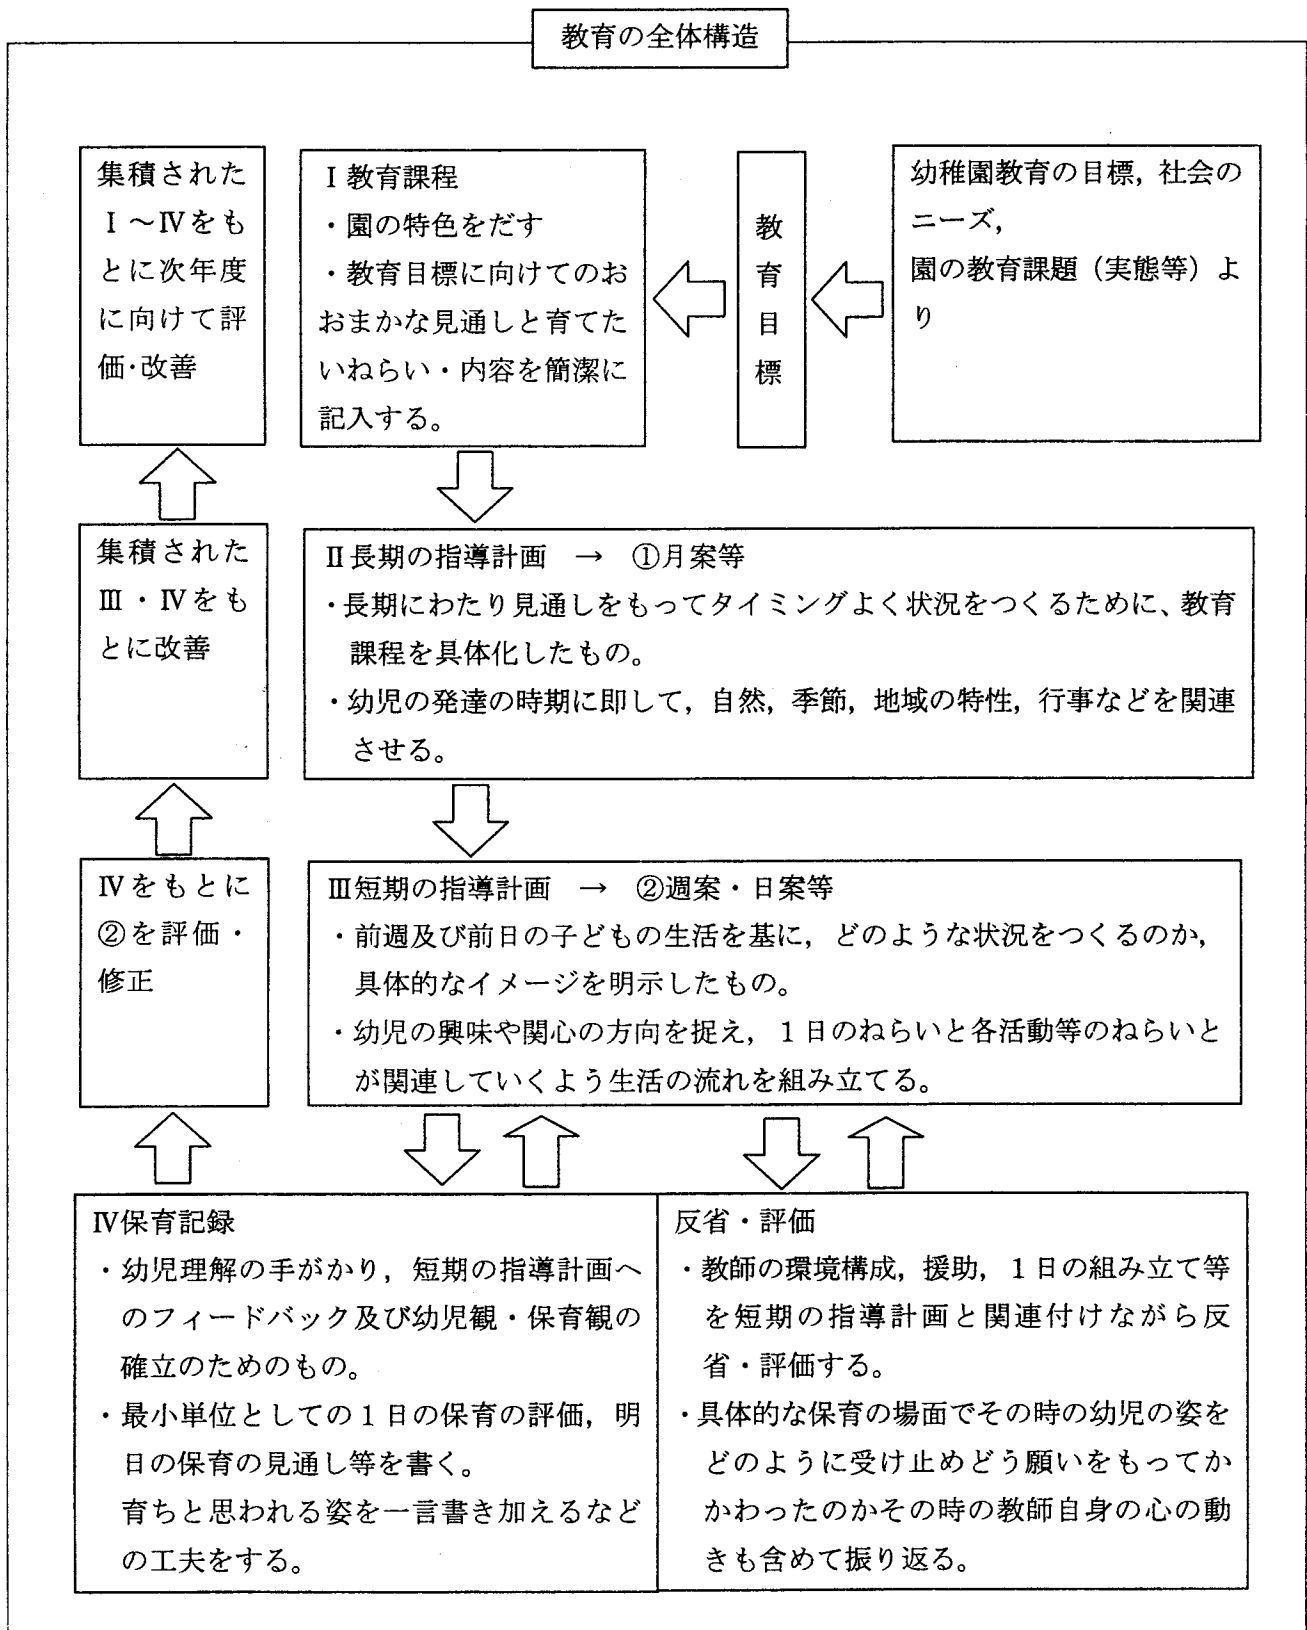 教育の全体構造
集積された
Ⅰ～Ⅳをも
とに次年度
に向けて評
価・改善
Ⅰ教育課程
・園の特色をだす
・教育目標に向けてのお
おまかな見通しと育てた
いねらい・内容を簡潔に
記入する。
教
育
目
標
幼稚園教育の目標，社会の
ニーズ，
園の教育課題（実態等）よ
り
集積された
Ⅲ・Ⅳをも
とに改善
Ⅱ長期の指導計画　→　①月案等
・長期にわたり見通しをもってタイミングよく状況をつくるために、教育
課程を具体化したもの。
・幼児の発達の時期に即して，自然，季節，地域の特性，行事などを関連
させる。
Ⅳをもとに
②を評価・
修正
Ⅲ短期の指導計画　→　②週案・日案等
・前週及び前日の子どもの生活を基に，どのような状況をつくるのか，
具体的なイメージを明示したもの。
・幼児の興味や関心の方向を捉え，１日のねらいと各活動等のねらいと
が関連していくよう生活の流れを組み立てる。
Ⅳ保育記録
・幼児理解の手がかり，短期の指導計画へ
のフィードバック及び幼児観・保育観の
確立のためのもの。
・最小単位としての１日の保育の評価，明
日の保育の見通し等を書く。
育ちと思われる姿を一言書き加えるなど
の工夫をする。
反省・評価
・教師の環境構成，援助，１日の組み立て等
を短期の指導計画と関連付けながら反
省・評価する。
・具体的な保育の場面でその時の幼児の姿を
どのように受け止めどう願いをもってか
かわったのかその時の教師自身の心の動
きも含めて振り返る。